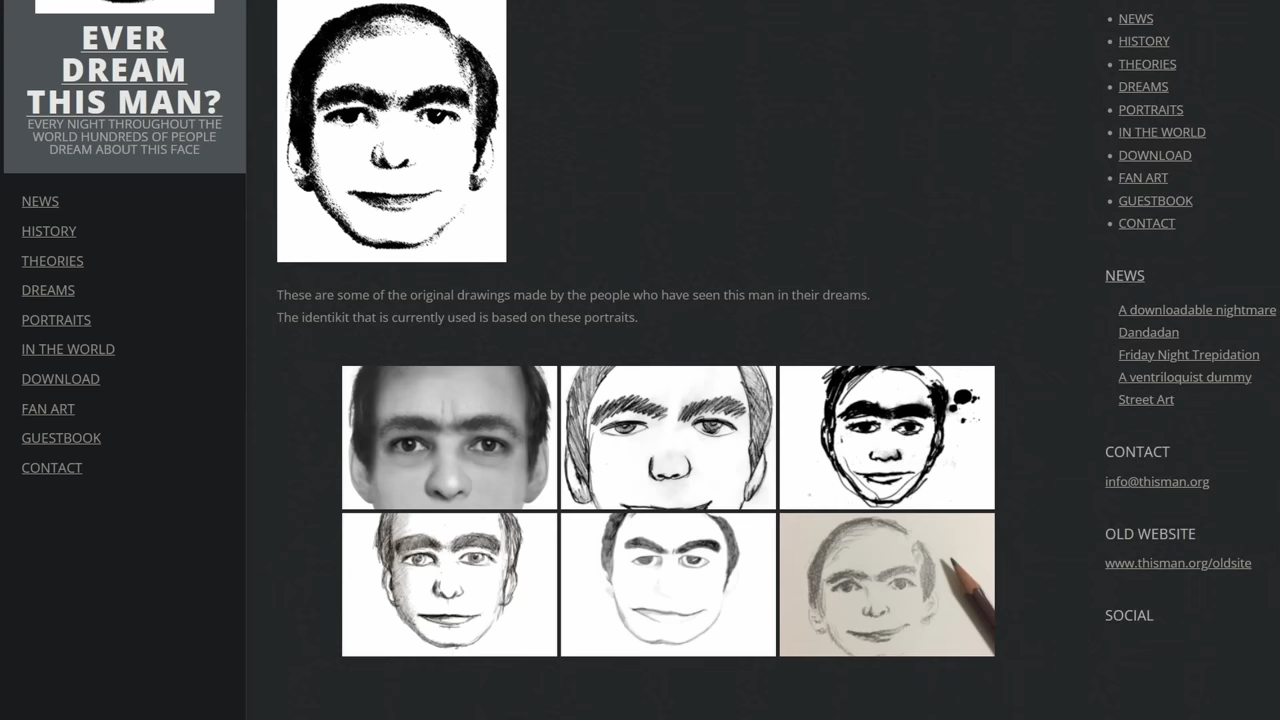 EVER
DREAM
THIS MAN?
EVERY NIGHT THROUGHOUT THE
WORLD HUNDREDS OF PEOPLE
DREAM ABOUT THIS FACE
NEWS
HISTORY
THEORIES
DREAMS
PORTRAITS
IN THE WORLD
DOWNLOAD
FAN ART
GUESTBOOK
CONTACT
These are some of the original drawings made by the people who have seen this man in their dreams.
The identikit that is currently used is based on these portraits.
NEWS
HISTORY
THEORIES
DREAMS
PORTRAITS
IN THE WORLD
DOWNLOAD
FAN ART
GUESTBOOK
CONTACT
NEWS
A downloadable nightmare
Dandadan
Friday Night Trepidation
A ventriloquist dummy
Street Art
CONTACT
info@thisman.org
OLD WEBSITE
www.thisman.org/oldsite
SOCIAL